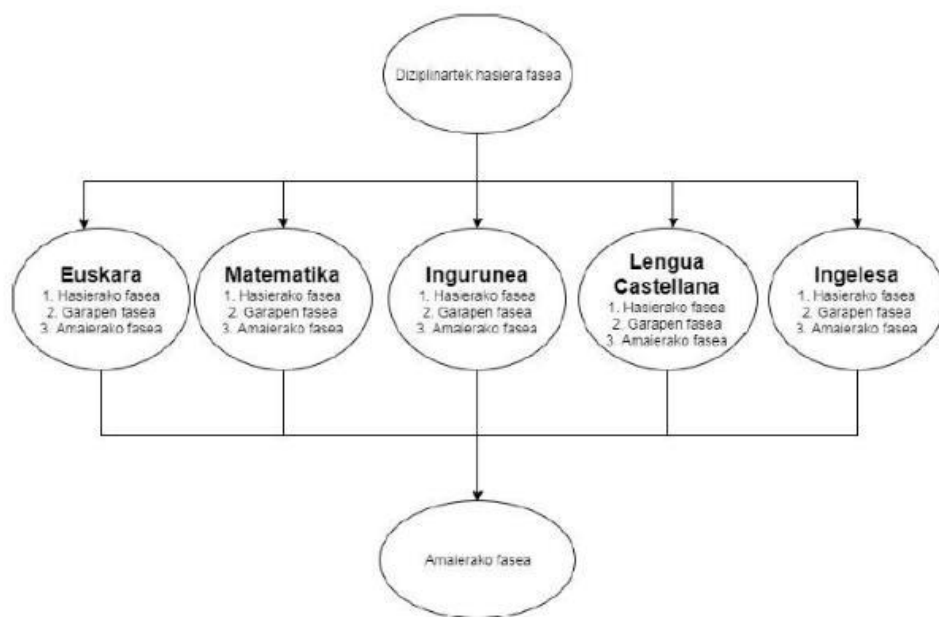 Diziplinartek hasiera fasea
Euskara
1. Hasierako fasea
2. Garapen fasea
3. Amaierako fasea
Matematika
1. Hasierako fasea
2. Garapen fasea
3. Amaierako fasea
Ingurunea
1. Hasierako fasea
2. Garapen fasea
3. Amaierako fasea
Lengua
Castellana
1. Hasierako fasea
2. Garapen fasea
3. Amaierako fasea
Ingelesa
1. Hasierako fasea
2. Garapen fasea
3. Amaierako fasea
Amaierako fasea